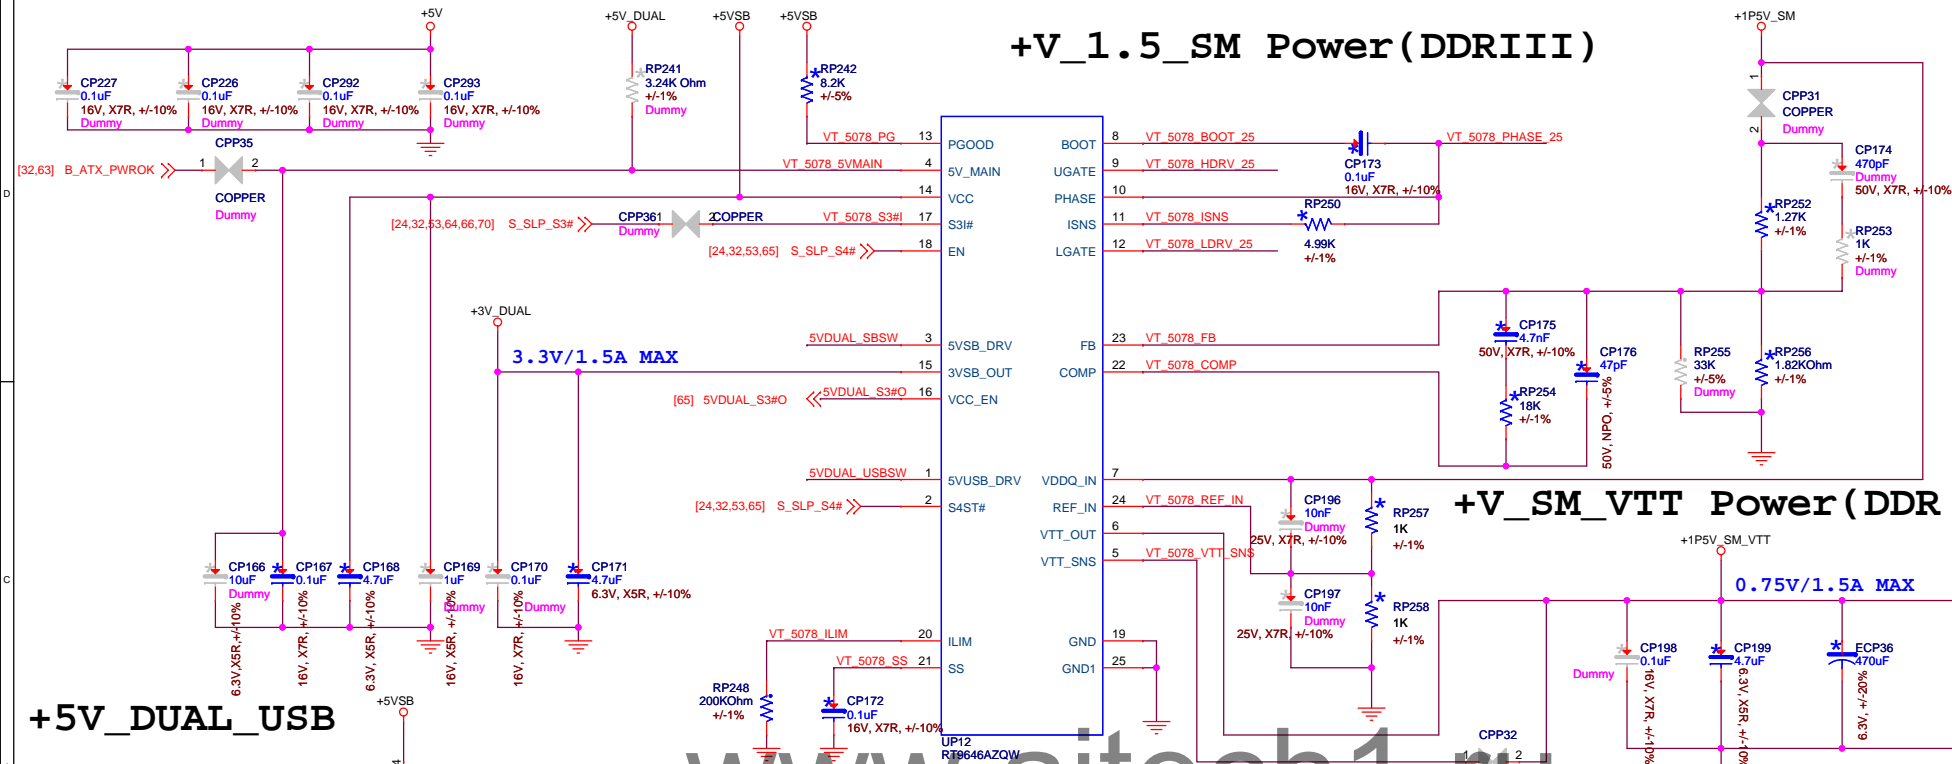 +5V
+5V_DUAL
+5VSB
+5VSB
+V_1.5_SM Power(DDRIII)
+1P5V_SM
CP227
0.1uF
16V, X7R, +/-10%
Dummy
CP226
0.1uF
16V, X7R, +/-10%
Dummy
CP292
0.1uF
16V, X7R, +/-10%
Dummy
CP293
0.1uF
16V, X7R, +/-10%
Dummy
RP241
3.24K Ohm
+/-1%
Dummy
RP242
8.2K
+/-5%
1
CPP31
COPPER
2
Dummy
CP174
470pF
Dummy
50V, X7R, +/-10%
CPP35
[32,63] B_ATX_PWROK
1
2
COPPER
Dummy
VT_5078_PG
13
PGOOD
VT_5078_5VMAIN
4
5V_MAIN
14
VCC
[24,32,53,64,66,70] S_SLP_S3#
CPP36
1
2
COPPER
Dummy
VT_5078_S3#I
17
S3I#
[24,32,53,65] S_SLP_S4#
18
EN
BOOT
8
VT_5078_BOOT_25
VT_5078_PHASE_25
CP173
0.1uF
16V, X7R, +/-10%
UGATE
9
VT_5078_HDRV_25
PHASE
10
ISNS
11
VT_5078_ISNS
RP250
4.99K
+/-1%
LGATE
12
VT_5078_LDRV_25
RP252
1.27K
+/-1%
RP253
1K
+/-1%
Dummy
D
+3V_DUAL
3.3V/1.5A MAX
5VDUAL_SBSW
3
5VSB_DRV
15
3VSB_OUT
[65] 5VDUAL_S3#O
5VDUAL_S3#O
16
VCC_EN
FB
23
VT_5078_FB
COMP
22
VT_5078_COMP
CP175
4.7nF
50V, X7R, +/-10%
RP254
18K
+/-1%
CP176
47pF
50V, NPO, +/-5%
RP255
33K
+/-5%
Dummy
RP256
1.82KOhm
+/-1%
5VDUAL_USBSW
1
5VUSB_DRV
[24,32,53,65] S_SLP_S4#
2
S4ST#
VDDQ_IN
7
REF_IN
24
VT_5078_REF_IN
VTT_OUT
6
VTT_SNS
5
VT_5078_VTT_SNS
CP196
10nF
Dummy
25V, X7R, +/-10%
RP257
1K
+/-1%
+V_SM_VTT Power(DDR
+1P5V_SM_VTT
0.75V/1.5A MAX
C
CP166
10uF
Dummy
6.3V,X5R,+/-10%
CP167
0.1uF
16V, X7R, +/-10%
CP168
4.7uF
6.3V, X5R, +/-10%
CP169
1uF
Dummy
16V, X5R, +/-10%
CP170
0.1uF
Dummy
16V, X7R, +/-10%
CP171
4.7uF
6.3V, X5R, +/-10%
CP197
10nF
Dummy
25V, X7R, +/-10%
RP258
1K
+/-1%
VT_5078_ILIM
20
ILIM
VT_5078_SS
21
SS
GND
19
GND1
25
RP248
200KOhm
+/-1%
CP172
0.1uF
16V, X7R, +/-10%
CP198
0.1uF
Dummy
16V, X7R, +/-10%
CP199
4.7uF
6.3V, X5R, +/-10%
ECP36
470uF
6.3V, +/-20%
+5V_DUAL_USB
+5VSB
UP12
RT9646AZQW
CPP32
1
2